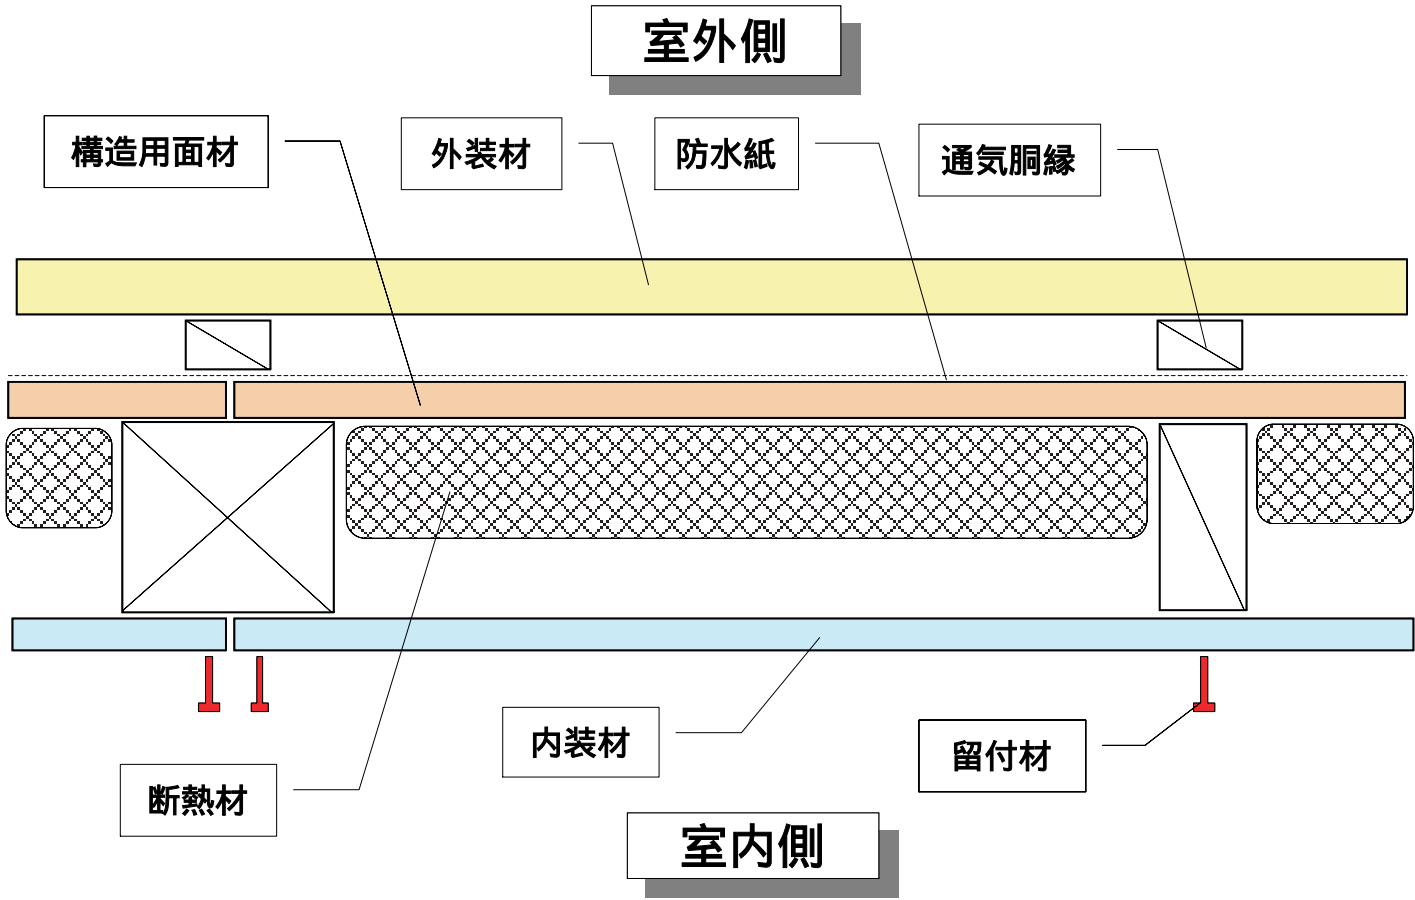 室外側
構造用面材
外装材
防水紙
通気胴縁
内装材
留付材
断熱材
室内側